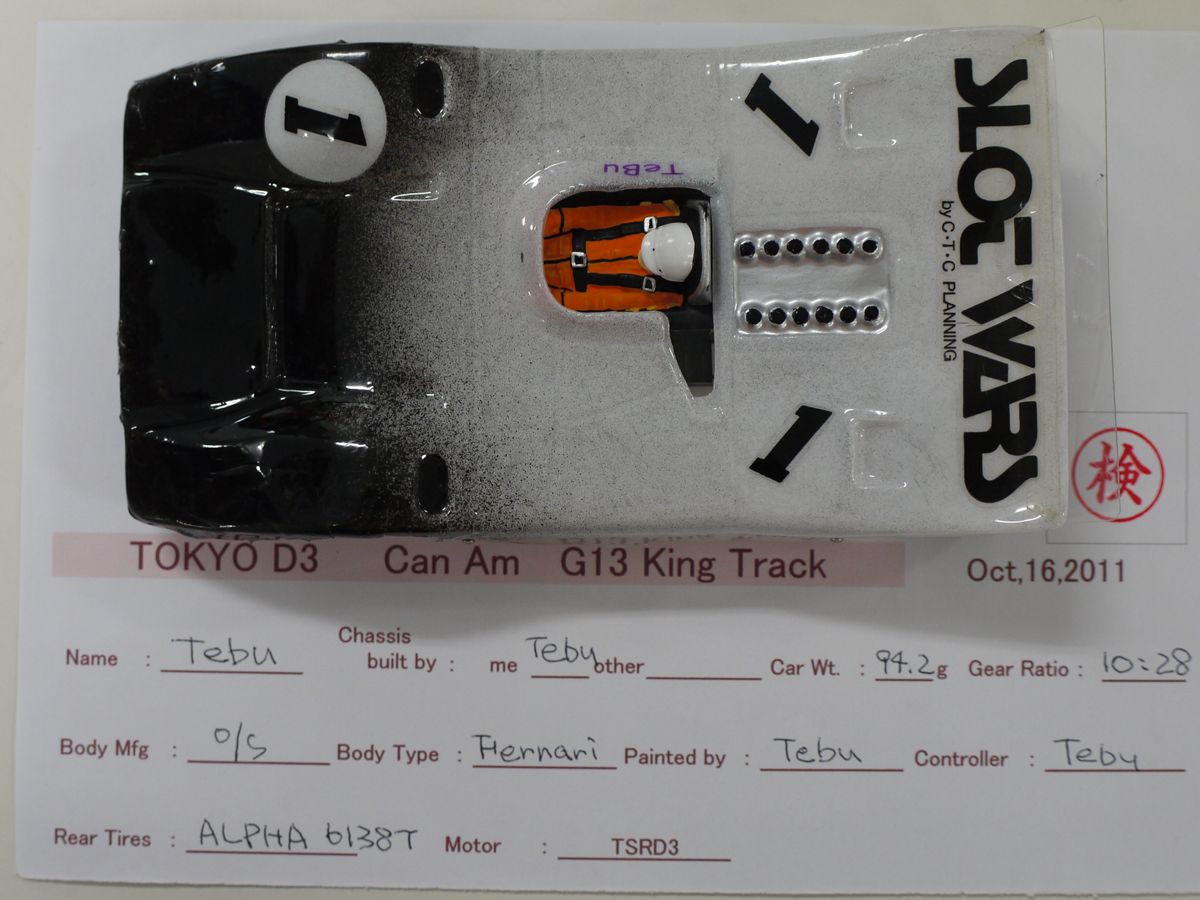 1
1
1
TeBu
SLOT WARS
by C・T・C PLANNING
検
TOKYO D3 Can Am G13 King Track
Oct,16,2011
Name : Tebu
Chassis built by : me Tebu other
Car Wt. : 94.2g
Gear Ratio : 10:28
Body Mfg : O/S
Body Type : Ferrari
Painted by : Tebu
Controller : Tebu
Rear Tires : ALPHA 6138T
Motor : TSRD3